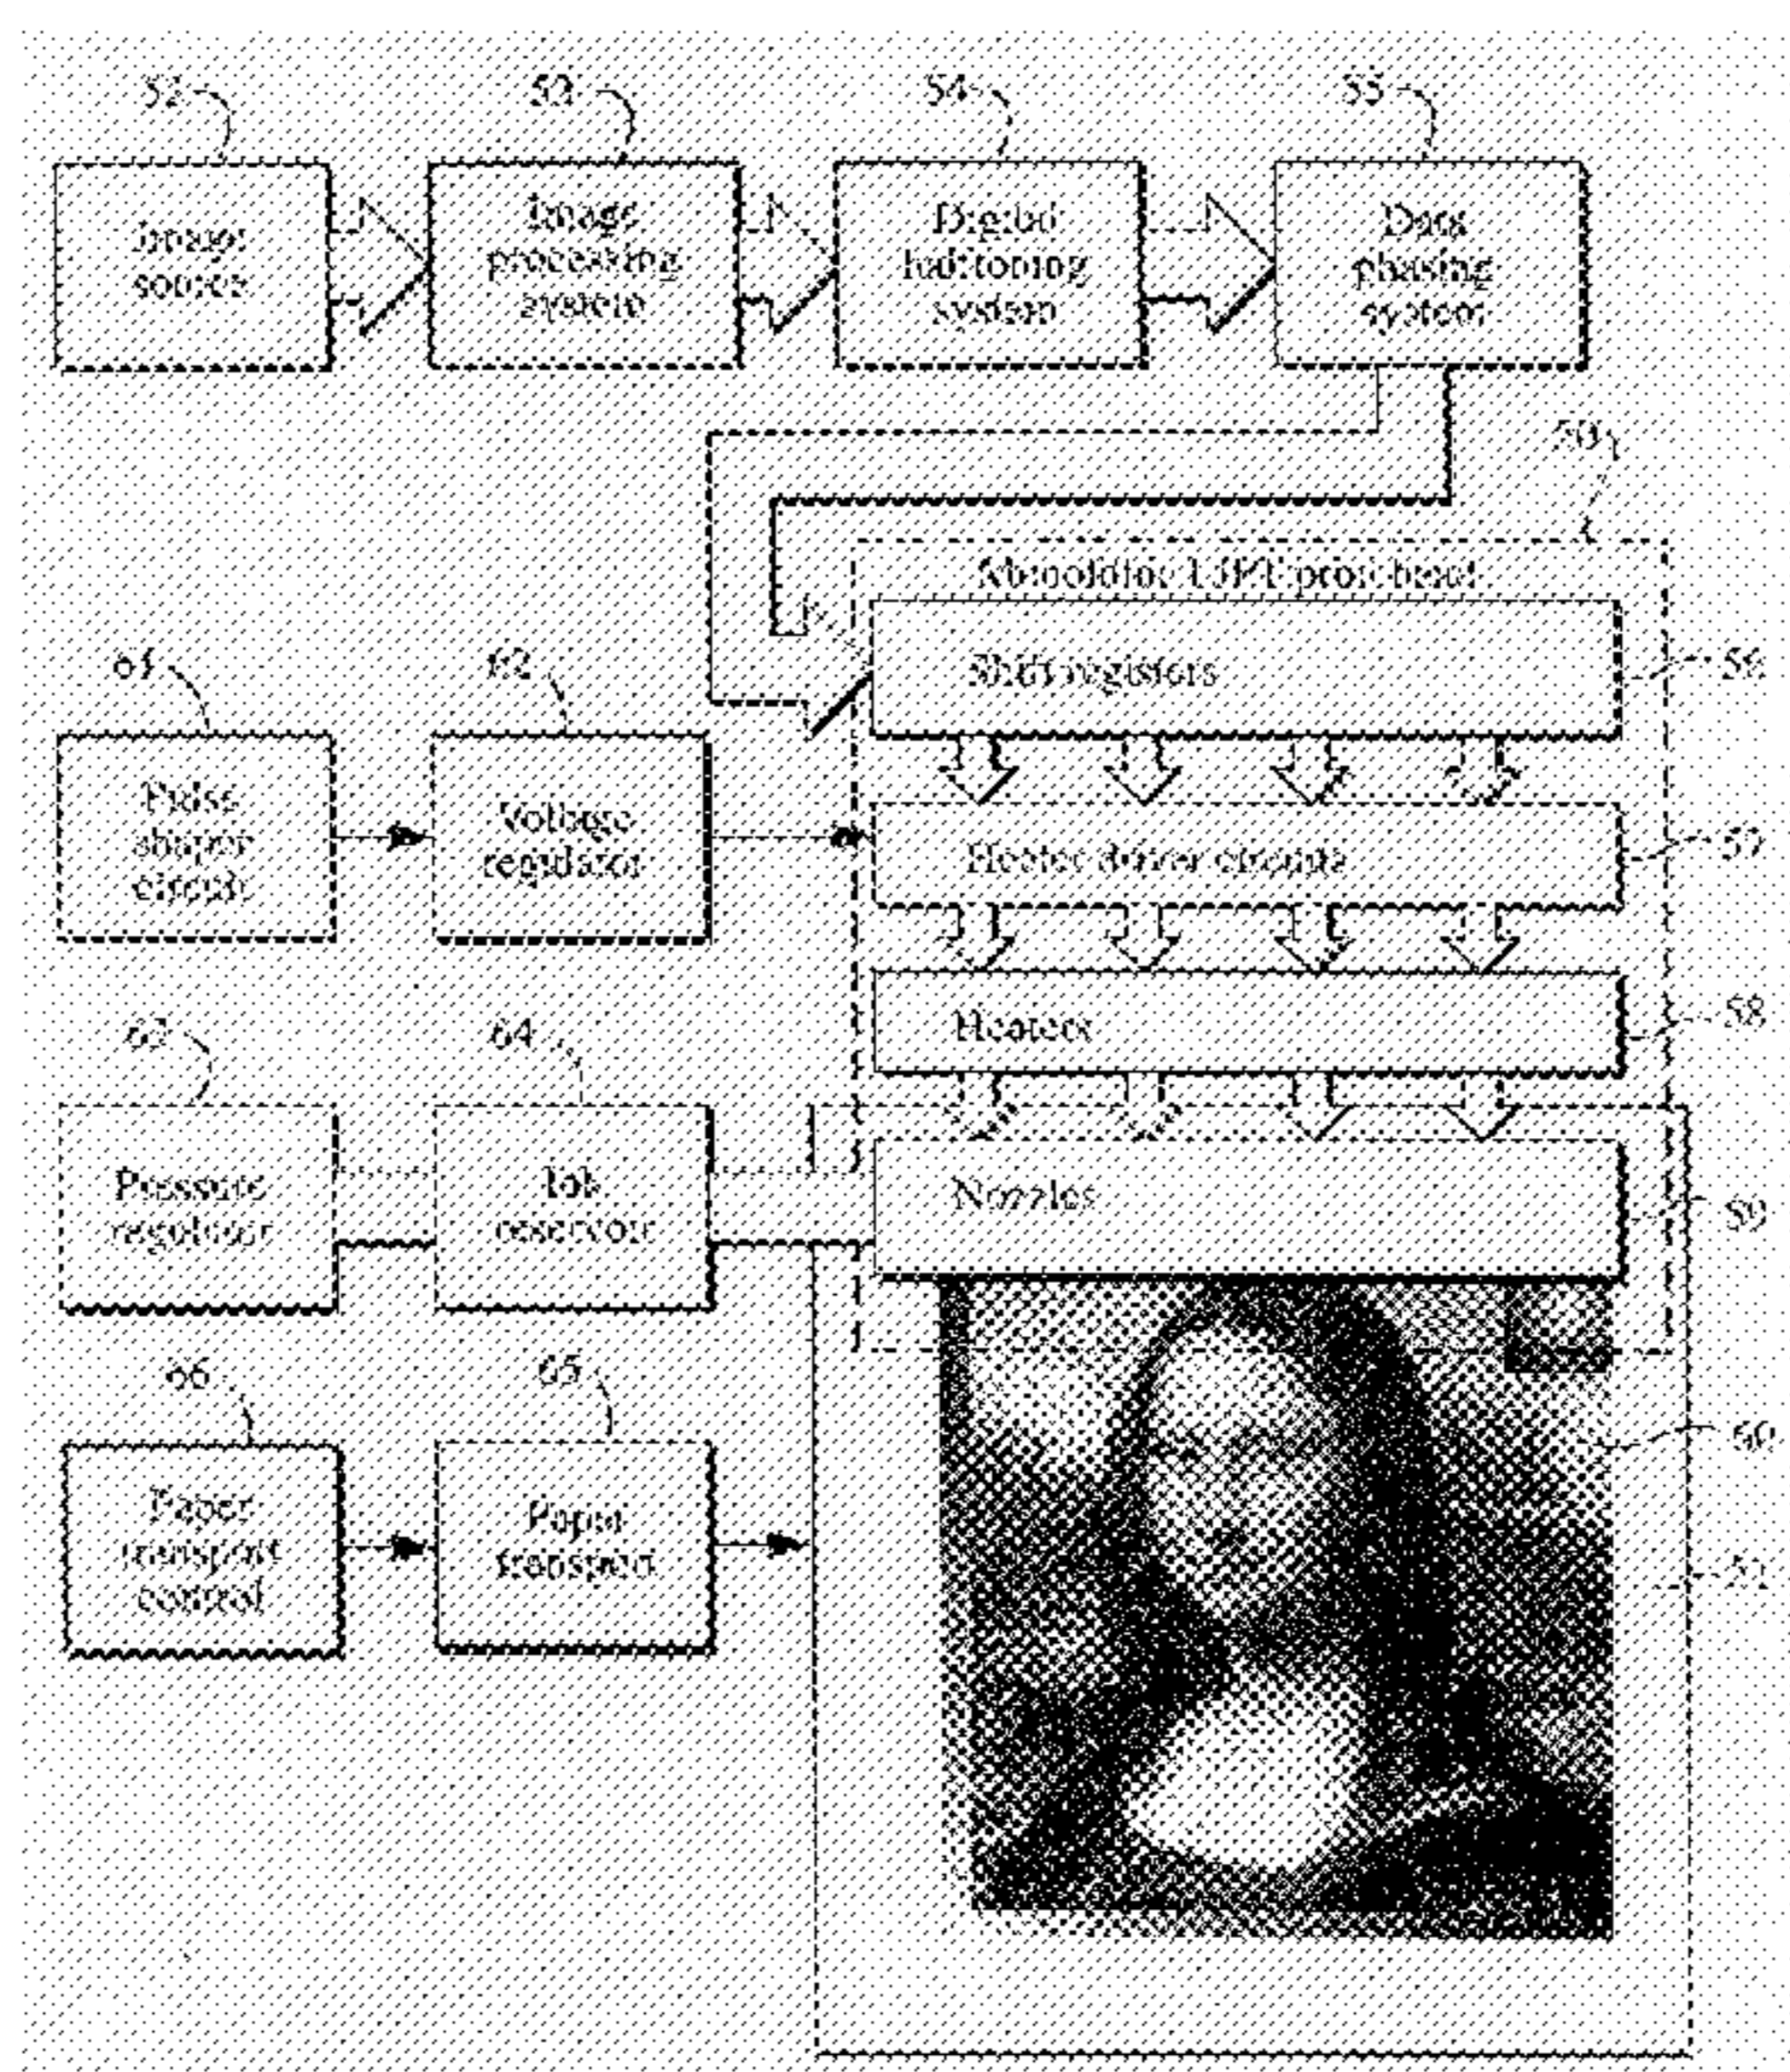 52
53
54
55
Image
source
Image
processing
system
Digital
halftoning
system
Data
phasing
system
50
Monolithic printhead
Shift registers
56
61
62
Pulse
shaper
circuit
Voltage
regulator
Heater driver circuits
57
Heaters
58
63
64
Pressure
regulator
Ink
reservoir
Nozzles
59
66
65
60
Paper
transport
control
Paper
transport
51